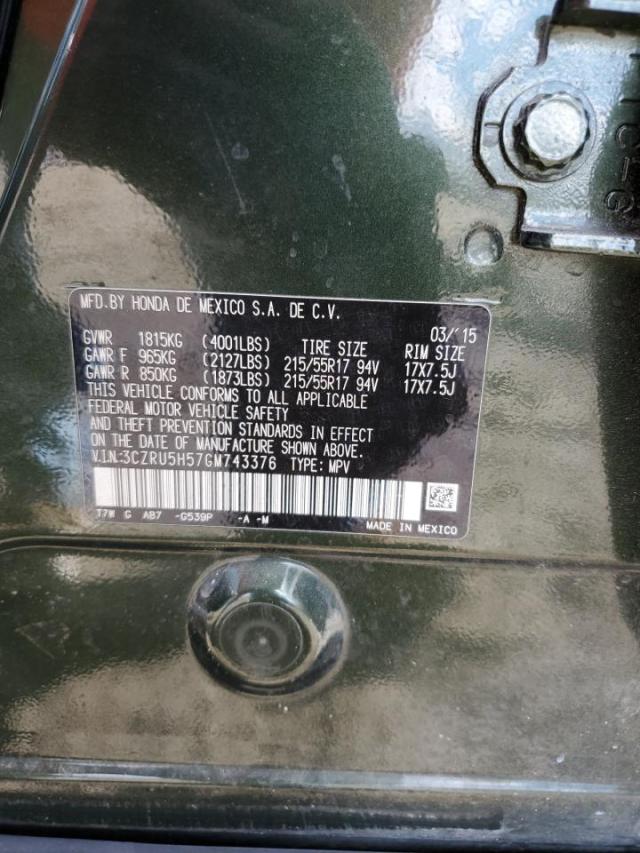 MFD.BY HONDA DE MEXICO S.A. DE C.V.
03/'15
GVWR 1815KG (4001LBS) TIRE SIZE RIM SIZE
GAWR F 965KG (2127LBS) 215/55R17 94V 17X7.5J
GAWR R 850KG (1873LBS) 215/55R17 94V 17X7.5J
THIS VEHICLE CONFORMS TO ALL APPLICABLE
FEDERAL MOTOR VEHICLE SAFETY
AND THEFT PREVENTION STANDARDS IN EFFECT
ON THE DATE OF MANUFACTURE SHOWN ABOVE.
V.I.N.:3CZRU5H57GM743376 TYPE: MPV
T7W G AB7 -G539P -A -M
MADE IN MEXICO